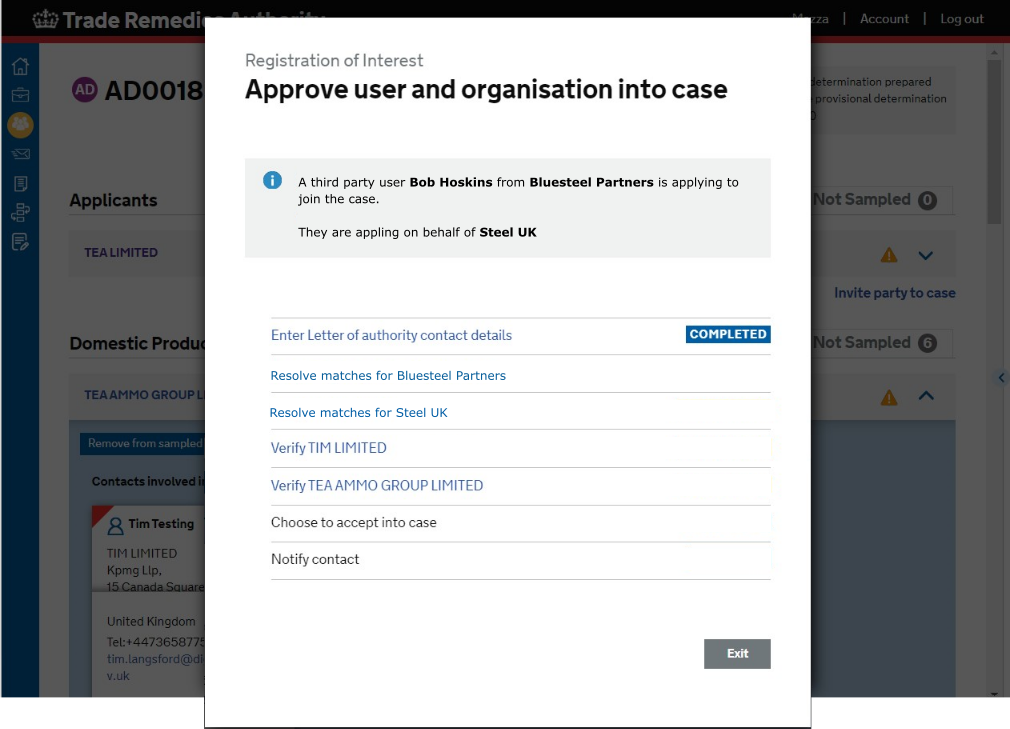 Trade Remedies Authority
Mezza | Account | Log out
Registration of Interest
Approve user and organisation into case
AD AD0018
determination prepared
provisional determination
A third party user Bob Hoskins from Bluesteel Partners is applying to
join the case.
They are appling on behalf of Steel UK
Applicants
Not Sampled 0
TEA LIMITED
Invite party to case
Enter Letter of authority contact details COMPLETED
Domestic Produc
Not Sampled 6
Resolve matches for Bluesteel Partners
TEA AMMO GROUP L
Resolve matches for Steel UK
Remove from sampled
Verify TIM LIMITED
Contacts involved i
Verify TEA AMMO GROUP LIMITED
Tim Testing
Choose to accept into case
TIM LIMITED
Notify contact
Kpmg Llp,
15 Canada Square
United Kingdom
Tel:+4473658775
tim.langsford@di
v.uk
Exit